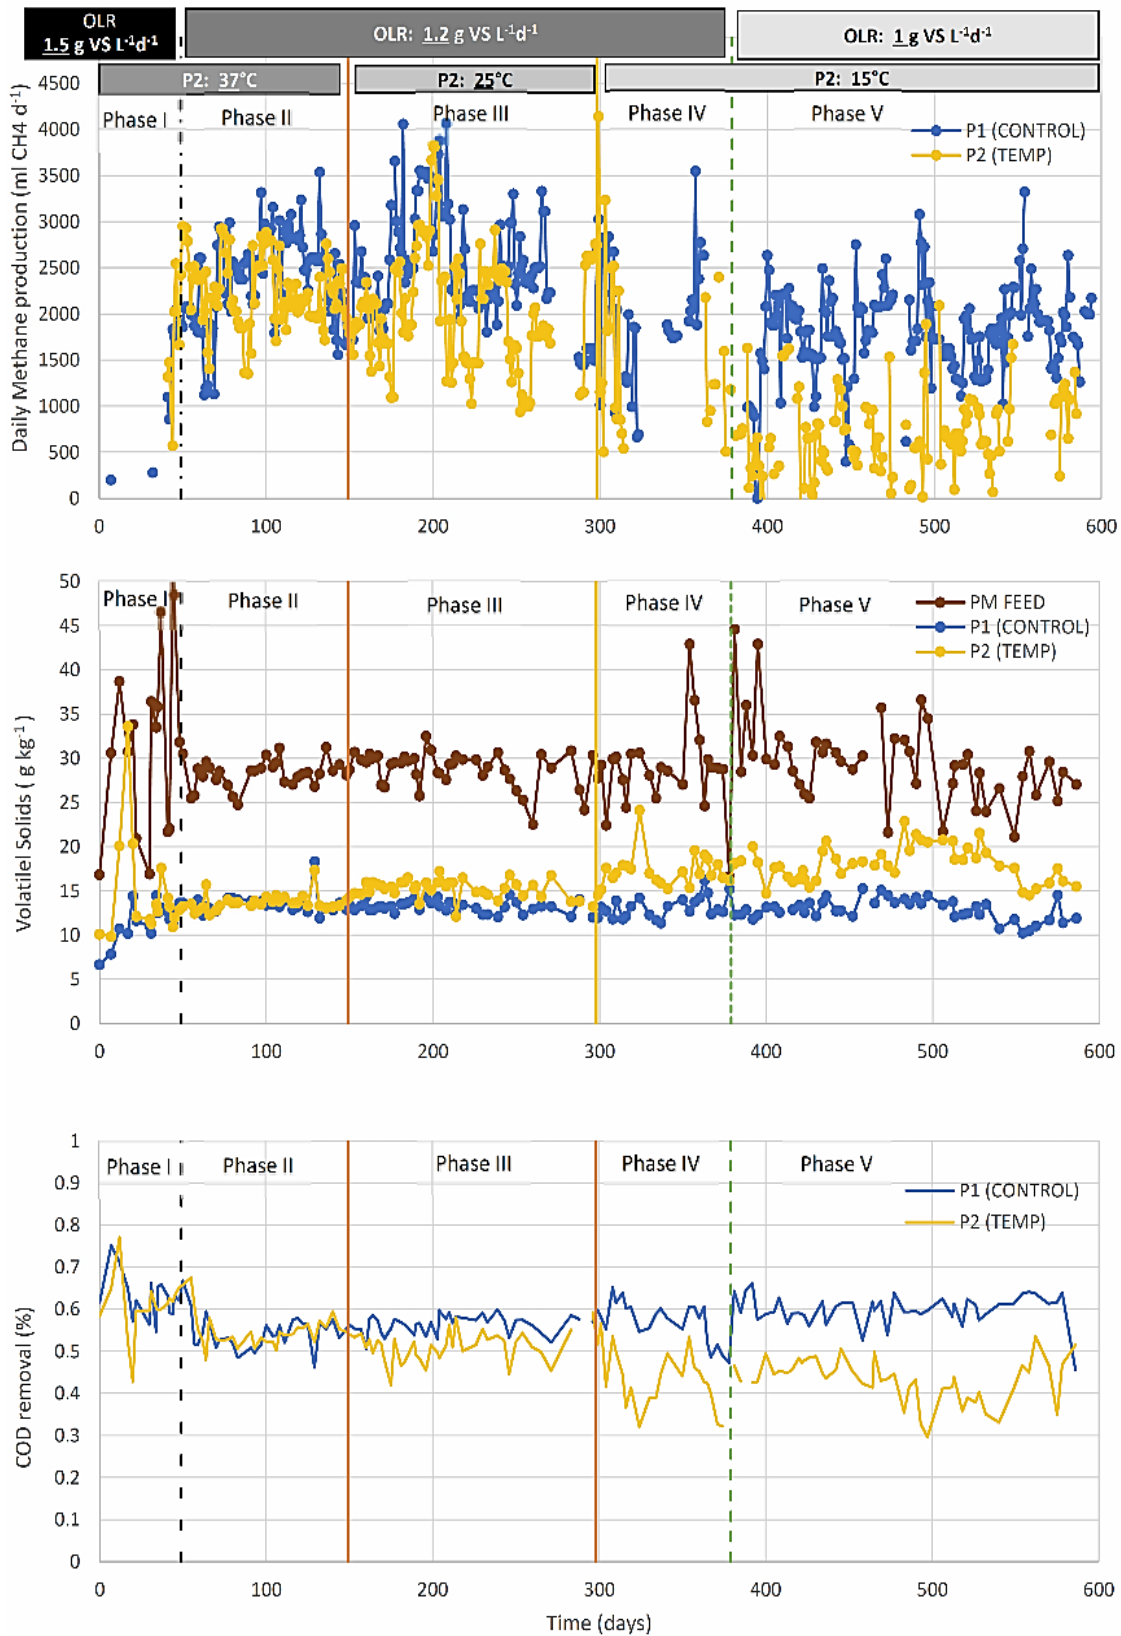 OLR
1.5 g VS L-1d-1
OLR: 1.2 g VS L-1d-1
OLR: 1 g VS L-1d-1
P2: 37°C
P2: 25°C
P2: 15°C
Daily Methane production (ml CH4 d-1)
4500
4000
3500
3000
2500
2000
1500
1000
500
0
Phase I
Phase II
Phase III
Phase IV
Phase V
P1 (CONTROL)
P2 (TEMP)
0
100
200
300
400
500
600
Volatilel Solids ( g kg-1)
50
45
40
35
30
25
20
15
10
5
0
Phase I
Phase II
Phase III
Phase IV
Phase V
PM FEED
P1 (CONTROL)
P2 (TEMP)
0
100
200
300
400
500
600
COD removal (%)
1
0.9
0.8
0.7
0.6
0.5
0.4
0.3
0.2
0.1
0
Phase I
Phase II
Phase III
Phase IV
Phase V
P1 (CONTROL)
P2 (TEMP)
0
100
200
300
400
500
600
Time (days)